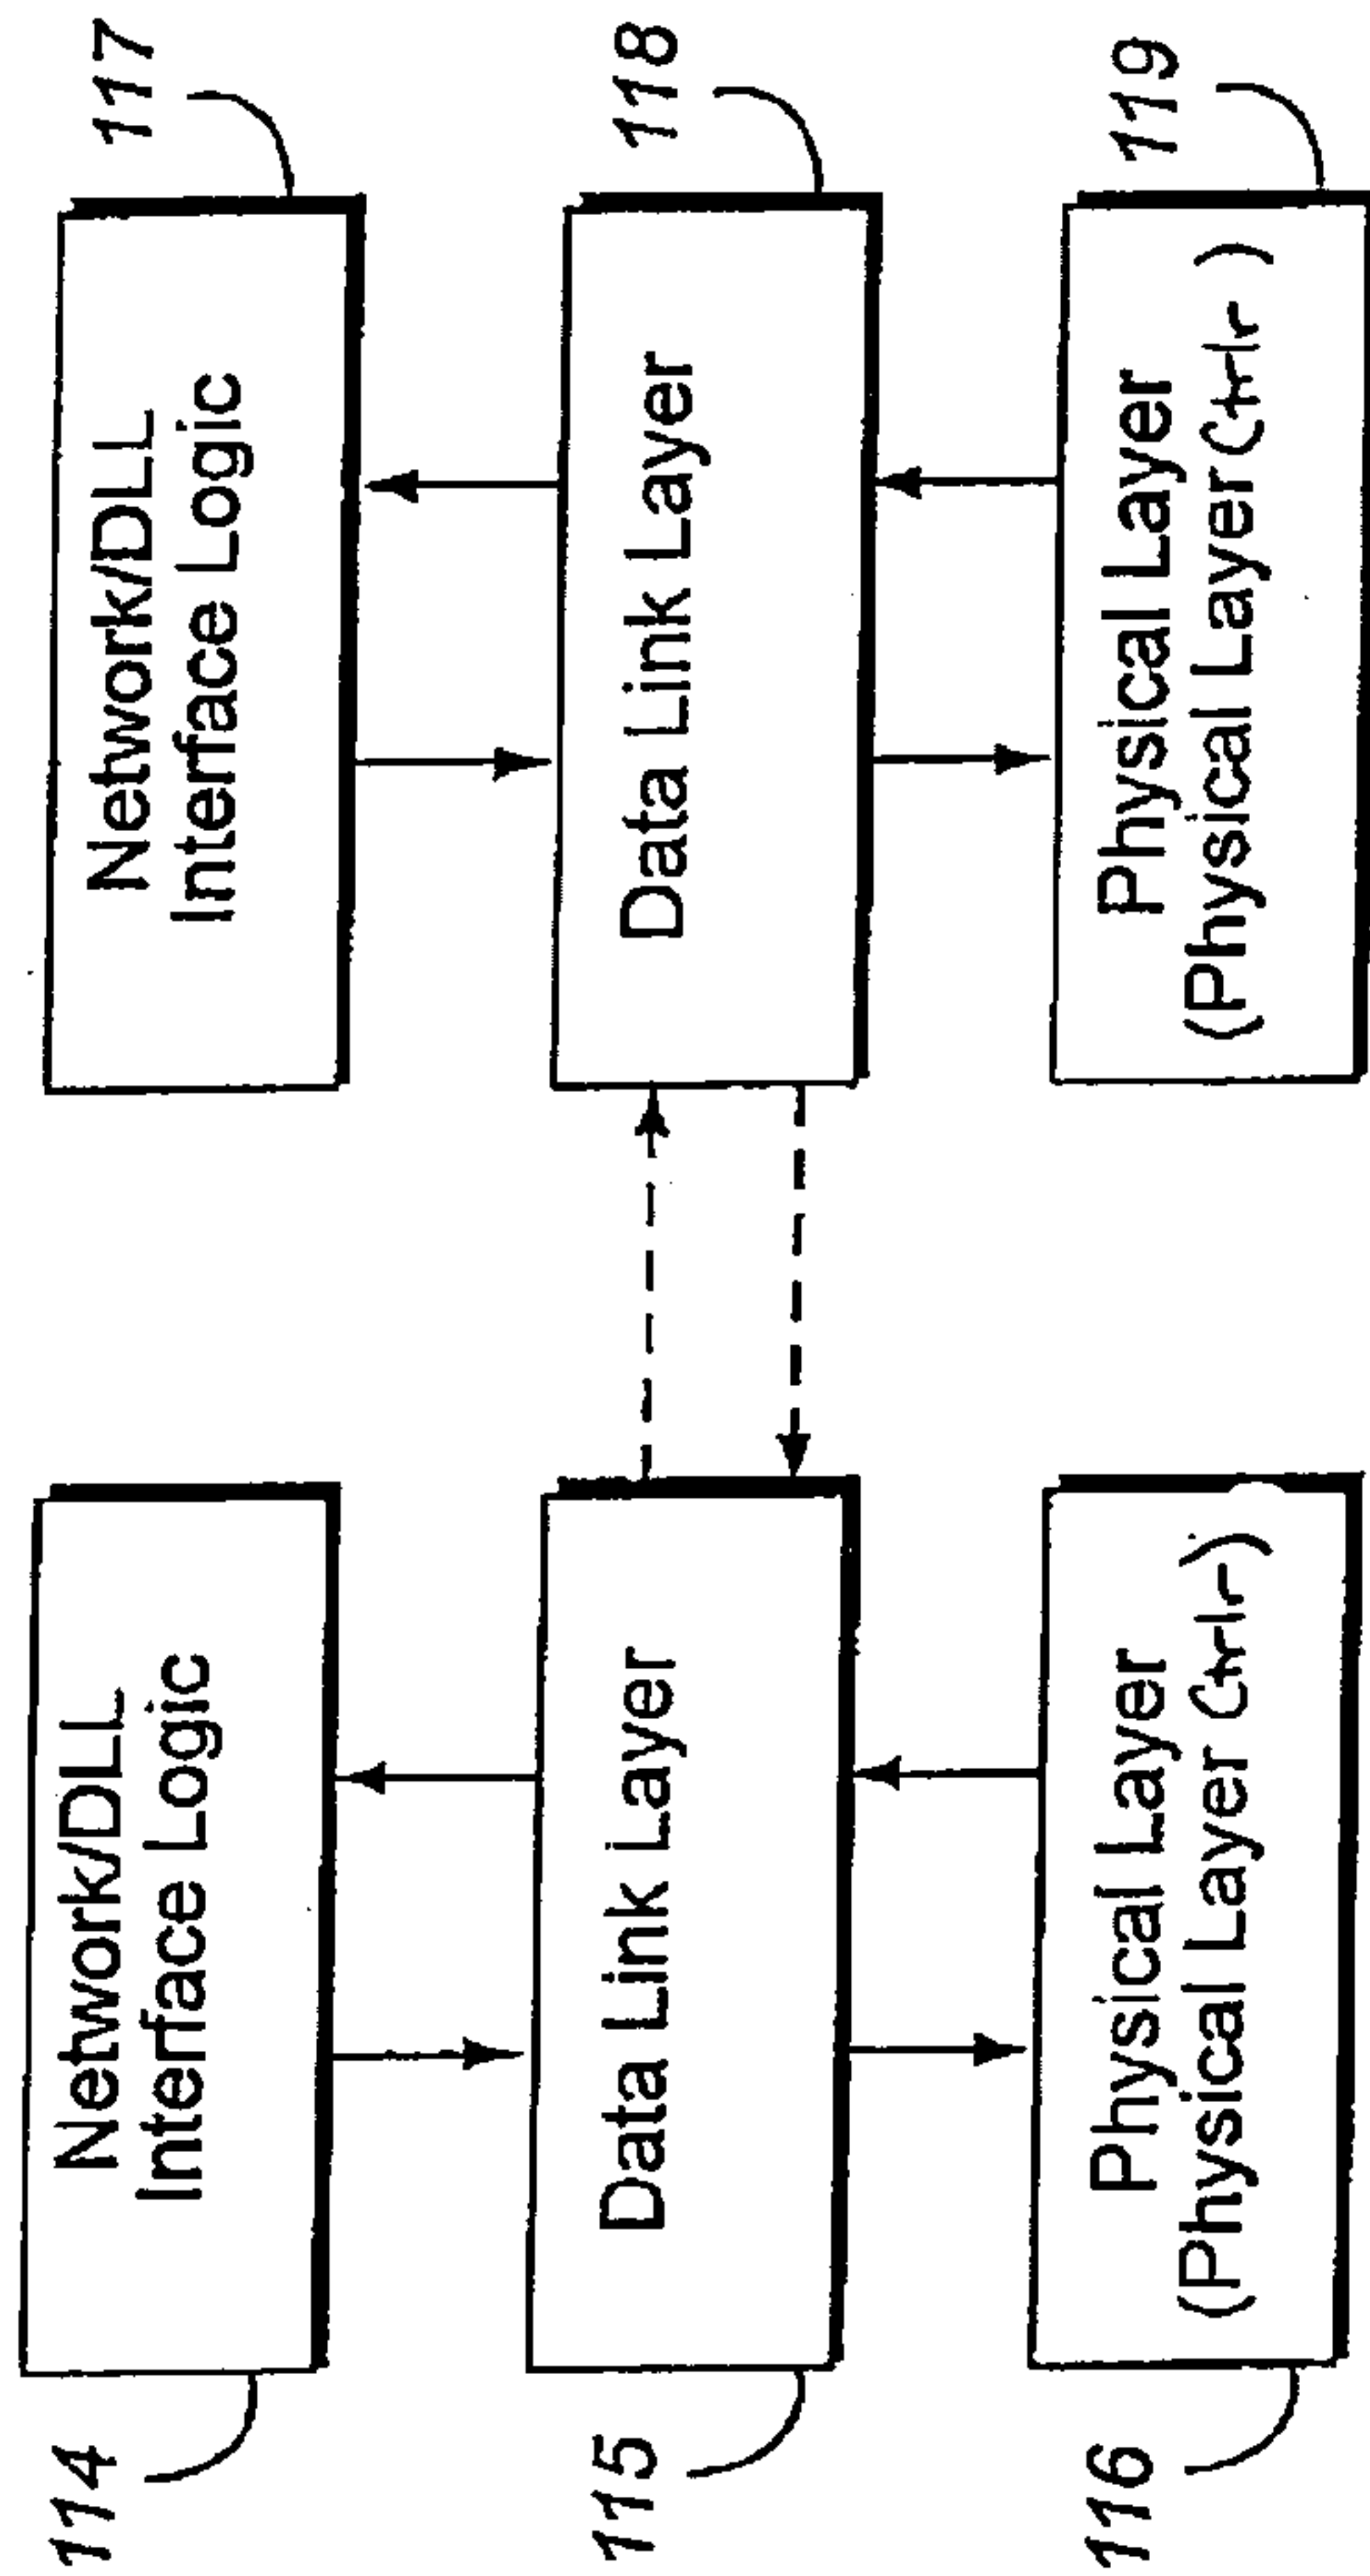 114
Network/DLL
Interface Logic
117
Network/DLL
Interface Logic
115
Data Link Layer
118
Data Link Layer
116
Physical Layer
(Physical Layer Ctrlr)
119
Physical Layer
(Physical Layer Ctrlr)